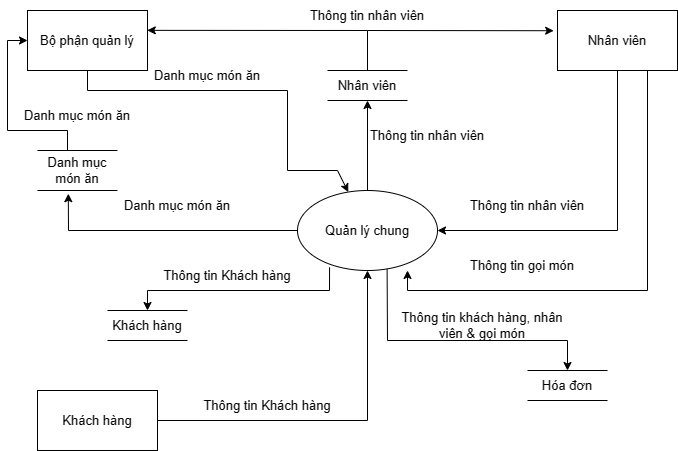 Thông tin nhân viên
Bộ phận quản lý
Nhân viên
Danh mục món ăn
Nhân viên
Danh mục món ăn
Thông tin nhân viên
Danh mục
món ăn
Danh mục món ăn
Thông tin nhân viên
Quản lý chung
Thông tin gọi món
Thông tin Khách hàng
Khách hàng
Thông tin khách hàng, nhân
viên & gọi món
Hóa đơn
Thông tin Khách hàng
Khách hàng